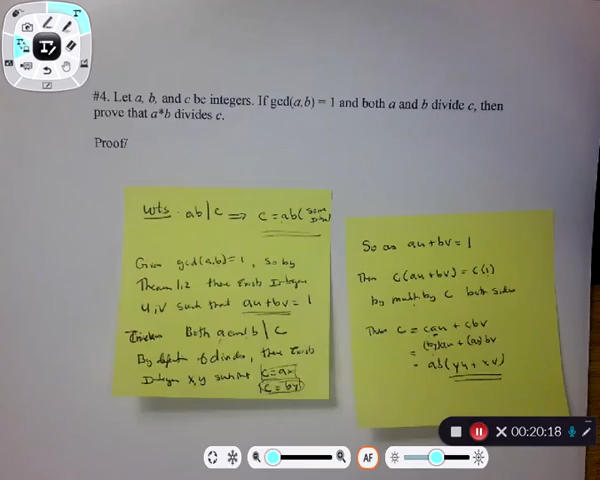 #4. Let a, b, and c be integers. If gcd(a,b) = 1 and both a and b divide c, then
prove that a*b divides c.
Proof/
wts. ab | c ⟹ c = ab (some
Given gcd(a,b)=1, so by
Theorem 1.2 there exists Integers
u,v such that au+bv = 1
Both a and b | c
By definition of divides, there Exists
Integers x,y such that c=ax
c = by
So as au+bv = 1
Then c(au+bv) = c(1)
by mult. by c both sides
Then c = cau + cbv
= (by)au + (ax)bv
= ab(yu + xv)
00:20:18
AF